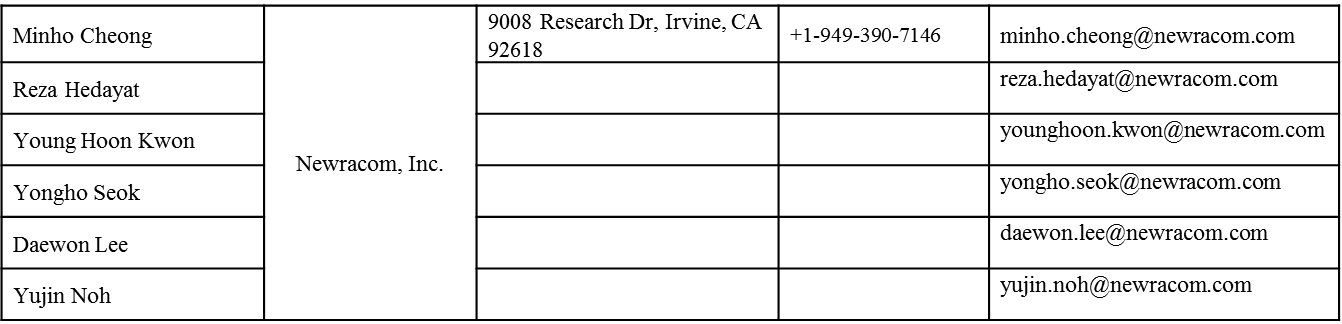 Minho Cheong
Newracom, Inc.
9008 Research Dr, Irvine, CA
92618
+1-949-390-7146
minho.cheong@newracom.com
Reza Hedayat
reza.hedayat@newracom.com
Young Hoon Kwon
younghoon.kwon@newracom.com
Yongho Seok
yongho.seok@newracom.com
Daewon Lee
daewon.lee@newracom.com
Yujin Noh
yujin.noh@newracom.com